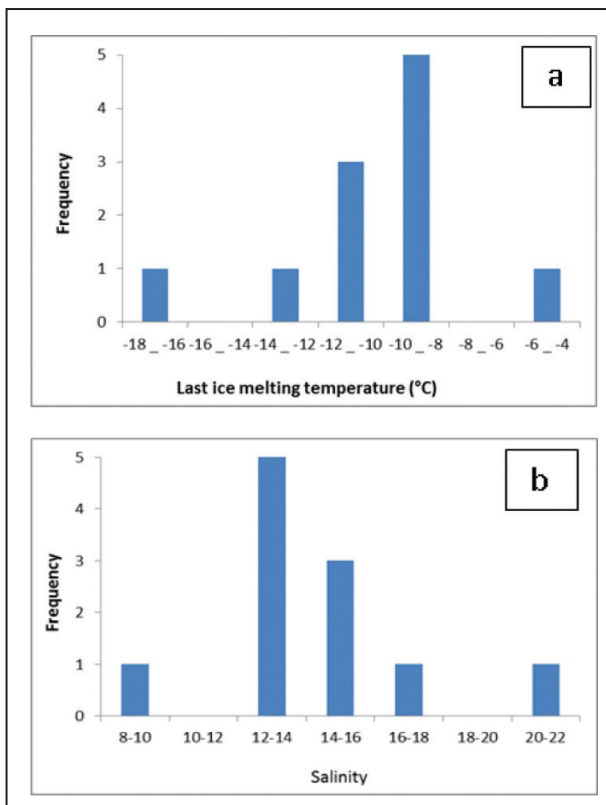 a
5
4
3
2
1
0
Frequency
-18 _ -16 -16 _ -14 -14 _ -12 -12 _ -10 -10 _ -8 -8 _ -6 -6 _ -4
Last ice melting temperature (°C)
b
5
4
3
2
1
0
Frequency
8-10 10-12 12-14 14-16 16-18 18-20 20-22
Salinity